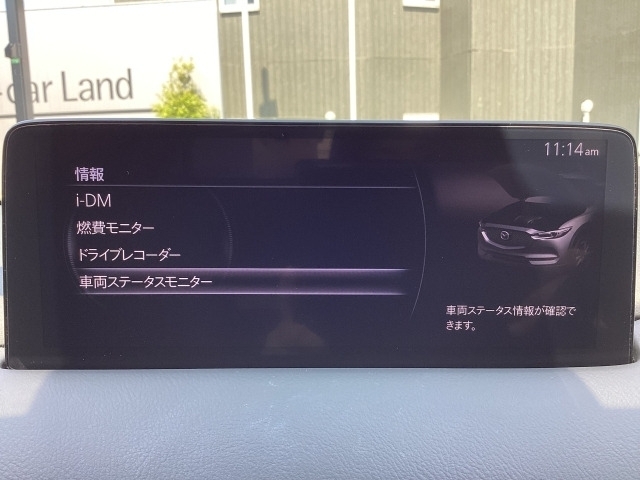 car Land
11:14 am
情報
i-DM
燃費モニター
ドライブレコーダー
車両ステータスモニター
車両ステータス情報が確認で
きます。